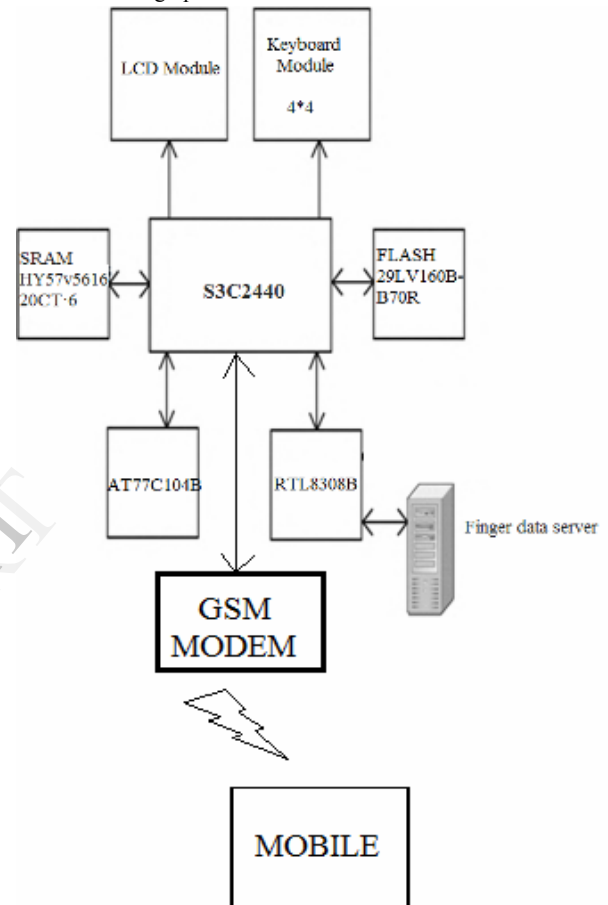 LCD Module
Keyboard
Module
4*4
SRAM
HY57v5616
20CT-6
S3C2440
FLASH
29LV160B-
B70R
AT77C104B
RTL8308B
Finger data server
GSM
MODEM
MOBILE